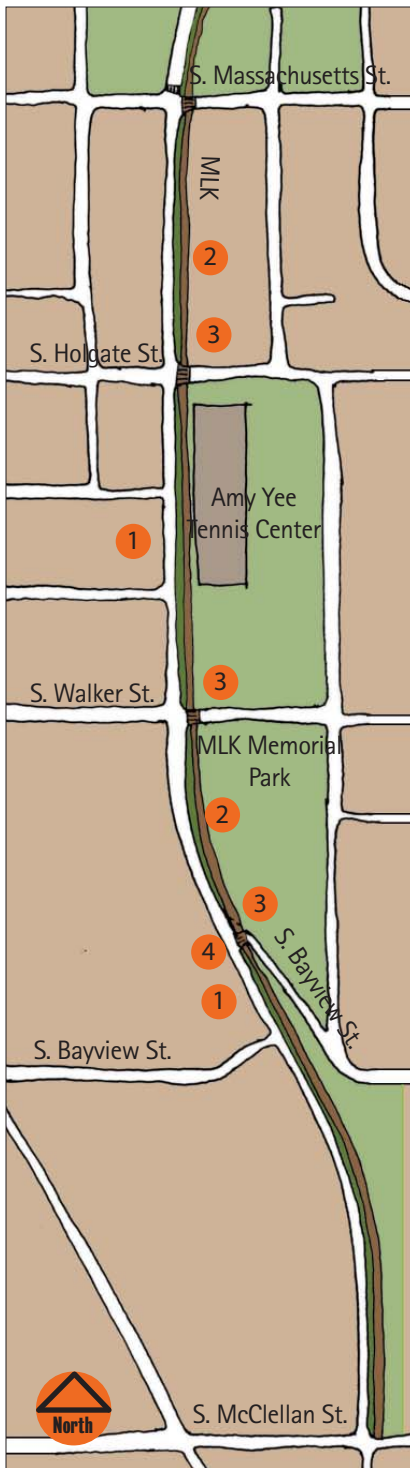 S. Massachusetts St.
MLK
2
3
S. Holgate St.
Amy Yee
Tennis Center
1
3
S. Walker St.
MLK Memorial
Park
2
3
4
S. Bayview St.
1
S. Bayview St.
North
S. McClellan St.